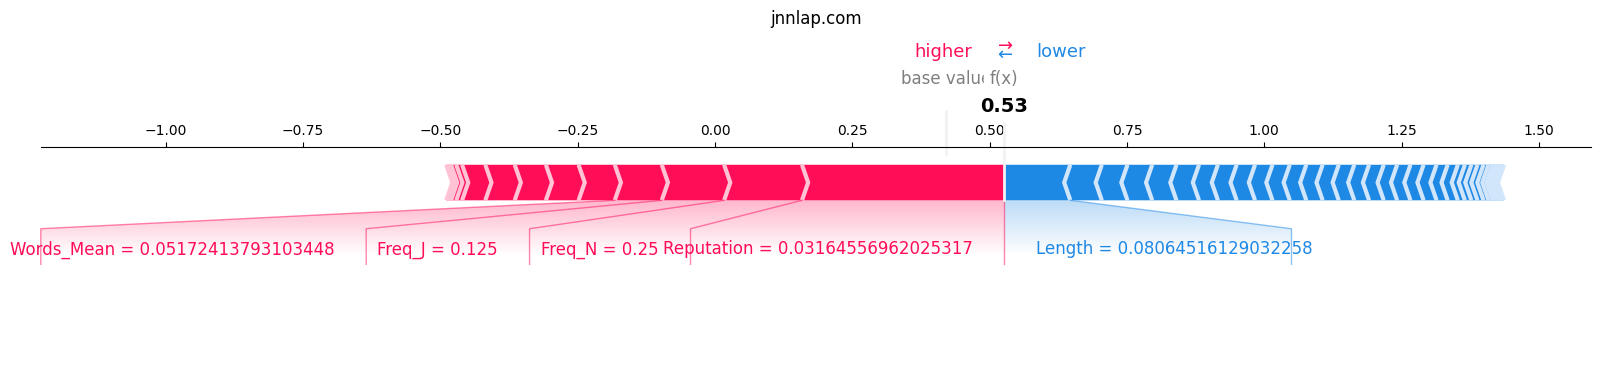 jnnlap.com
higher ⇄ lower
base value f(x)
0.53
−1.00 −0.75 −0.50 −0.25 0.00 0.25 0.50 0.75 1.00 1.25 1.50
Words_Mean = 0.05172413793103448 Freq_J = 0.125 Freq_N = 0.25 Reputation = 0.03164556962025317 Length = 0.08064516129032258